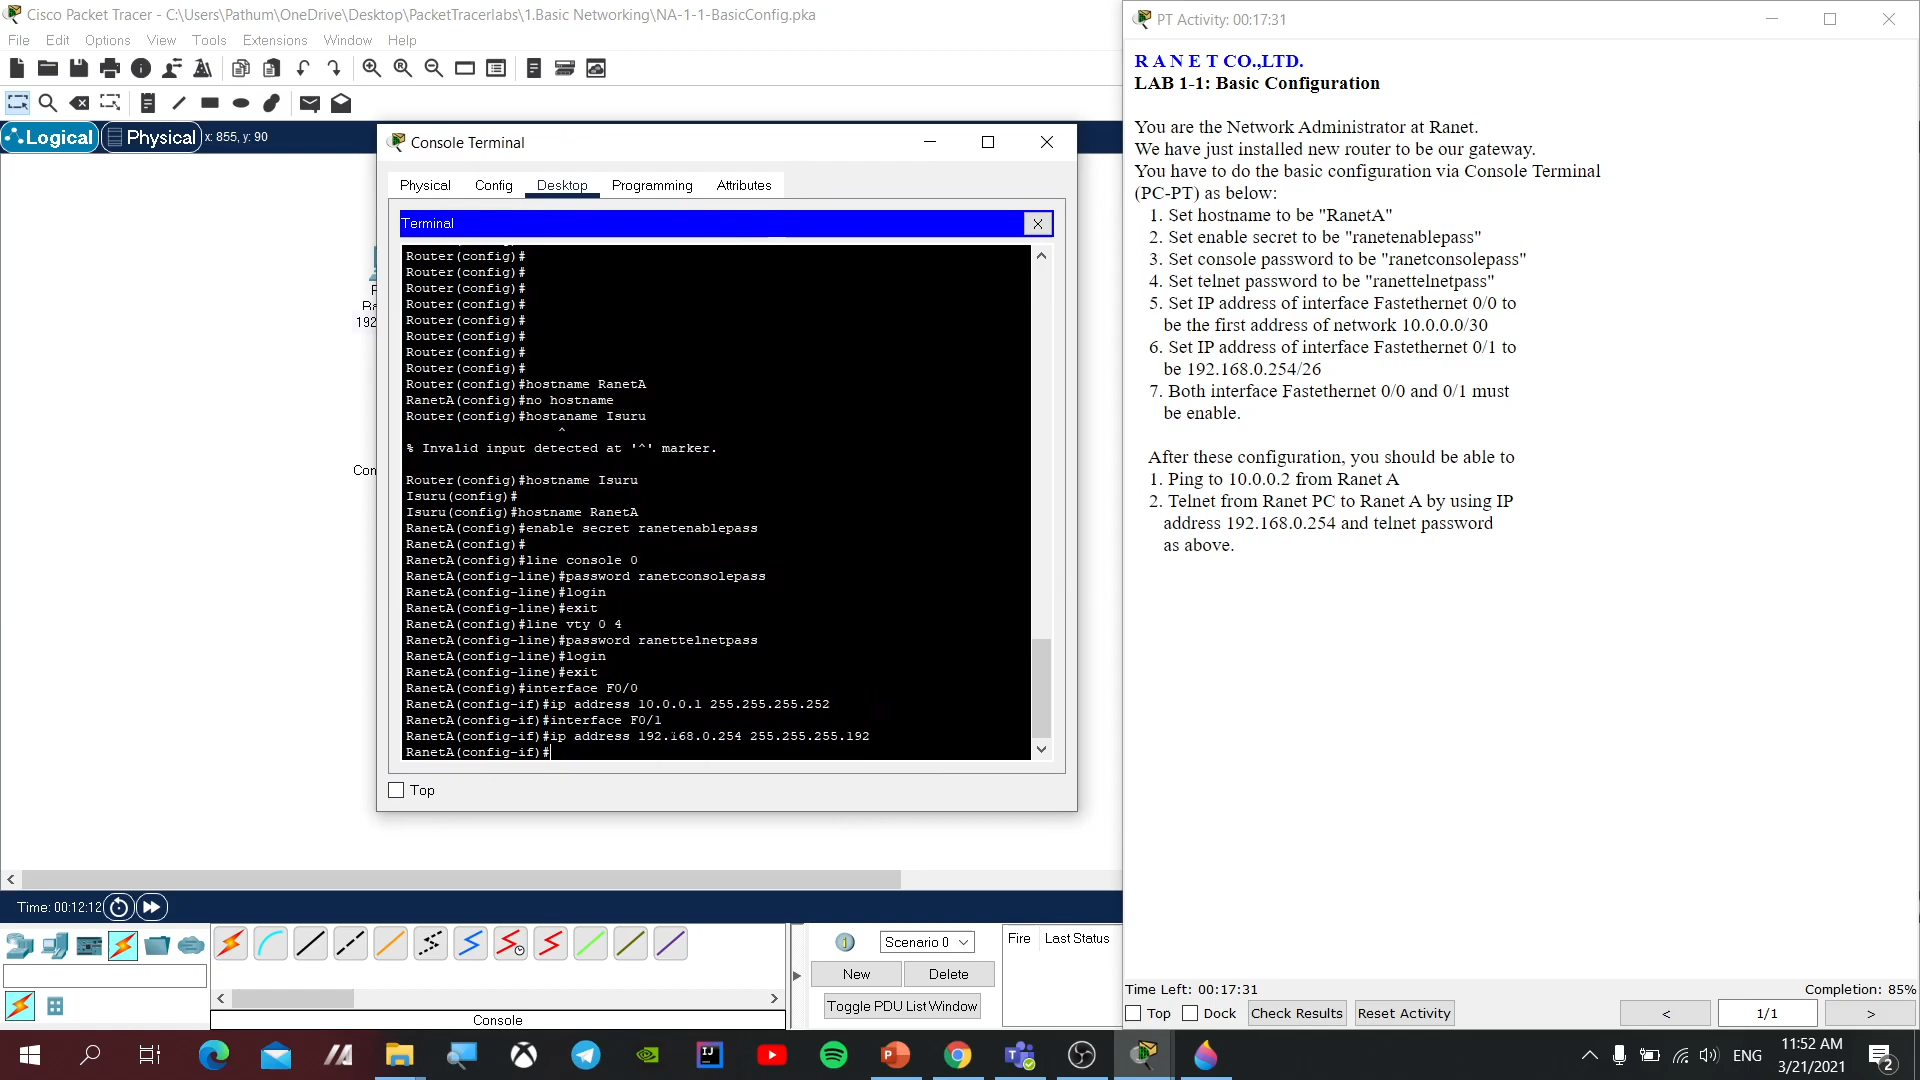 Cisco Packet Tracer - C:\Users\Pathum\OneDrive\Desktop\PacketTracerlabs\1.Basic Networking\NA-1-1-BasicConfig.pka
File Edit Options View Tools Extensions Window Help
Logical Physical x: 855, y: 90
Console Terminal
Physical Config Desktop Programming Attributes
Terminal X
Router(config)#
Router(config)#
Router(config)#
Router(config)#
Router(config)#
Router(config)#
Router(config)#
Router(config)#
Router(config)#hostname RanetA
RanetA(config)#no hostname
Router(config)#hostaname Isuru
^
% Invalid input detected at '^' marker.
Router(config)#hostname Isuru
Isuru(config)#
Isuru(config)#hostname RanetA
RanetA(config)#enable secret ranetenablepass
RanetA(config)#
RanetA(config)#line console 0
RanetA(config-line)#password ranetconsolepass
RanetA(config-line)#login
RanetA(config-line)#exit
RanetA(config)#line vty 0 4
RanetA(config-line)#password ranettelnetpass
RanetA(config-line)#login
RanetA(config-line)#exit
RanetA(config)#interface F0/0
RanetA(config-if)#ip address 10.0.0.1 255.255.255.252
RanetA(config-if)#interface F0/1
RanetA(config-if)#ip address 192.168.0.254 255.255.255.192
RanetA(config-if)#
Top
192
Con
Time: 00:12:12
Scenario 0
New Delete
Toggle PDU List Window
Fire Last Status
Console
PT Activity: 00:17:31
R A N E T CO.,LTD.
LAB 1-1: Basic Configuration
You are the Network Administrator at Ranet.
We have just installed new router to be our gateway.
You have to do the basic configuration via Console Terminal
(PC-PT) as below:
1. Set hostname to be "RanetA"
2. Set enable secret to be "ranetenablepass"
3. Set console password to be "ranetconsolepass"
4. Set telnet password to be "ranettelnetpass"
5. Set IP address of interface Fastethernet 0/0 to
be the first address of network 10.0.0.0/30
6. Set IP address of interface Fastethernet 0/1 to
be 192.168.0.254/26
7. Both interface Fastethernet 0/0 and 0/1 must
be enable.
After these configuration, you should be able to
1. Ping to 10.0.0.2 from Ranet A
2. Telnet from Ranet PC to Ranet A by using IP
address 192.168.0.254 and telnet password
as above.
Time Left: 00:17:31 Completion: 85%
Top Dock Check Results Reset Activity < 1/1 >
ENG 11:52 AM
3/21/2021 2